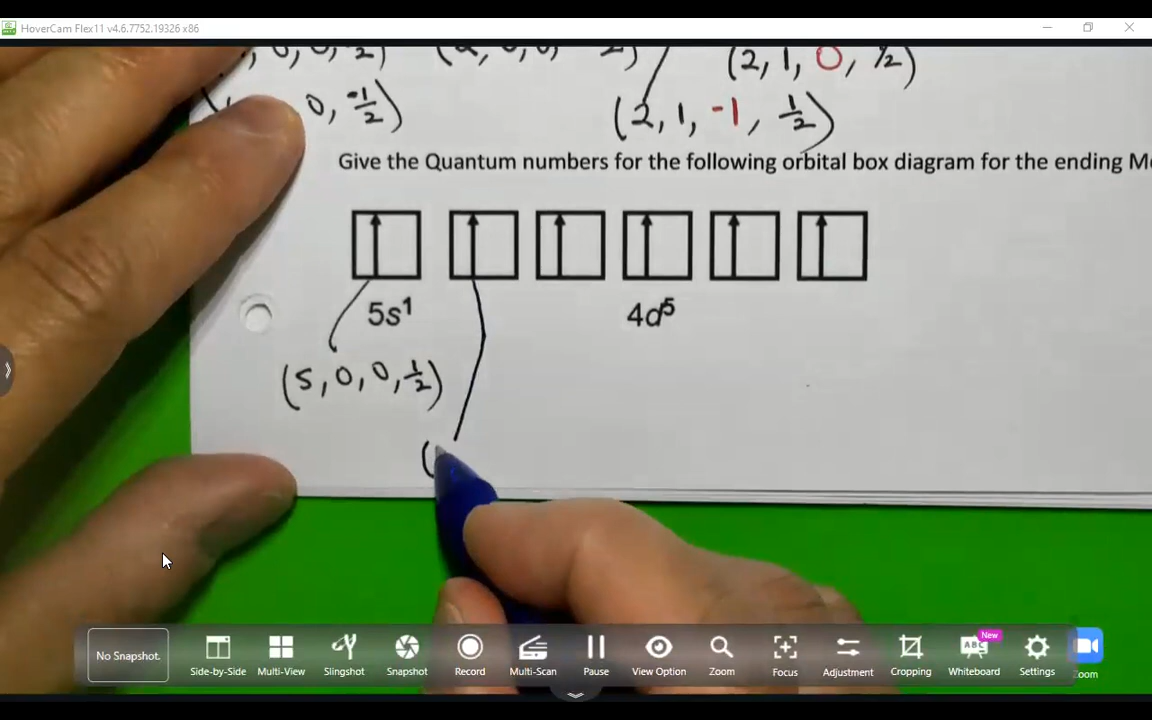 HoverCam Flex11 v4.6.7752.19326 x86
(2, 1, 0, ½)
0, -1/2)
(2, 1, -1, 1/2)
Give the Quantum numbers for the following orbital box diagram for the ending
5s¹
4d⁵
(5, 0, 0, 1/2)
(
No Snapshot.
Side-by-Side
Multi-View
Slingshot
Snapshot
Record
Multi-Scan
Pause
View Option
Zoom
Focus
Adjustment
Cropping
ABC
New
Whiteboard
Settings
Zoom